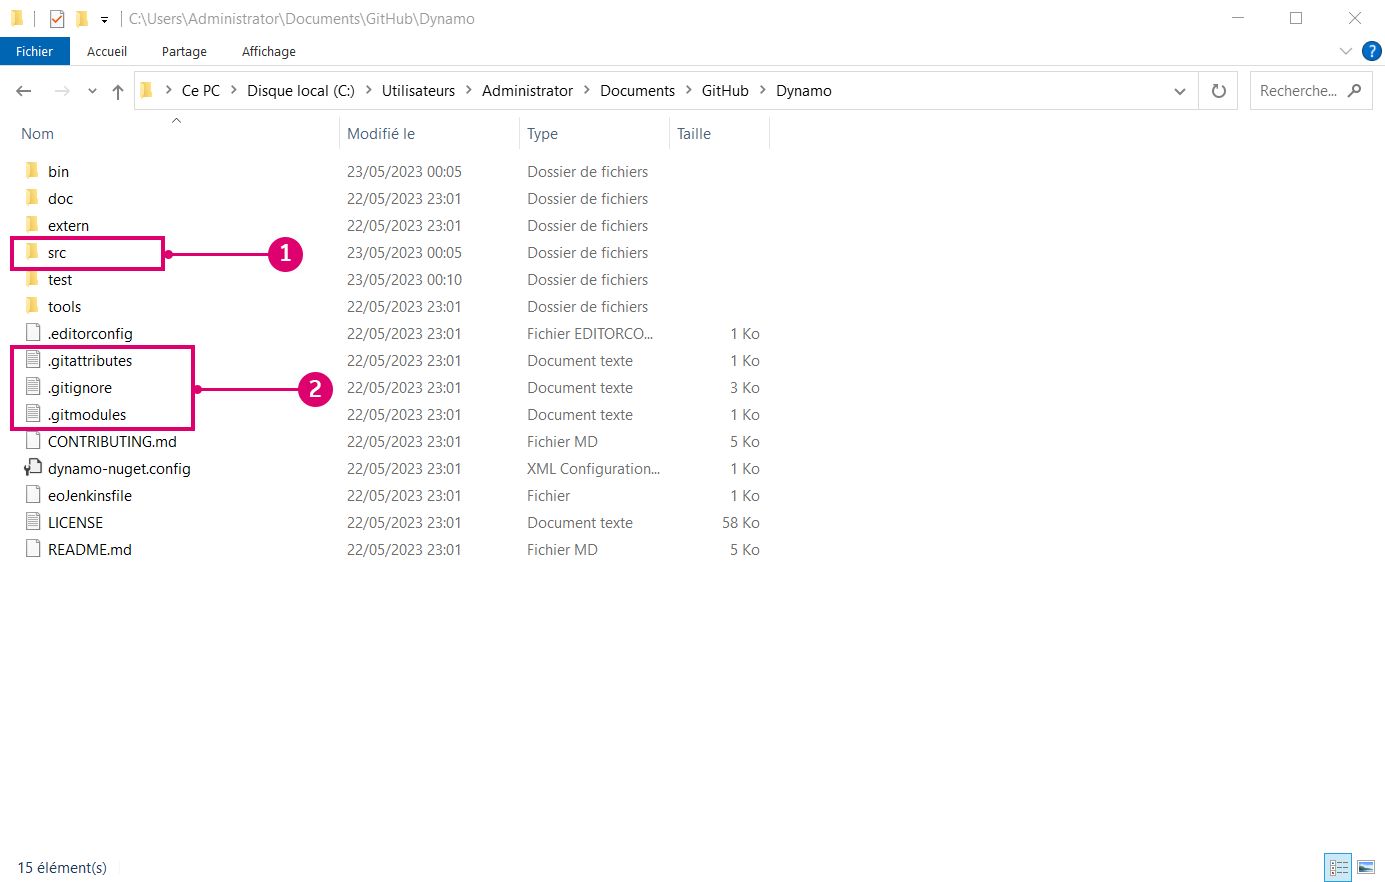 C:\Users\Administrator\Documents\GitHub\Dynamo
Fichier Accueil Partage Affichage ?
Ce PC > Disque local (C:) > Utilisateurs > Administrator > Documents > GitHub > Dynamo Recherche...
Nom Modifié le Type Taille
bin 23/05/2023 00:05 Dossier de fichiers
doc 22/05/2023 23:01 Dossier de fichiers
extern 22/05/2023 23:01 Dossier de fichiers
src 1 23/05/2023 00:05 Dossier de fichiers
test 23/05/2023 00:10 Dossier de fichiers
tools 22/05/2023 23:01 Dossier de fichiers
.editorconfig 22/05/2023 23:01 Fichier EDITORCO... 1 Ko
.gitattributes 22/05/2023 23:01 Document texte 1 Ko
.gitignore 2 22/05/2023 23:01 Document texte 3 Ko
.gitmodules 22/05/2023 23:01 Document texte 1 Ko
CONTRIBUTING.md 22/05/2023 23:01 Fichier MD 5 Ko
dynamo-nuget.config 22/05/2023 23:01 XML Configuration... 1 Ko
eoJenkinsfile 22/05/2023 23:01 Fichier 1 Ko
LICENSE 22/05/2023 23:01 Document texte 58 Ko
README.md 22/05/2023 23:01 Fichier MD 5 Ko
15 élément(s)